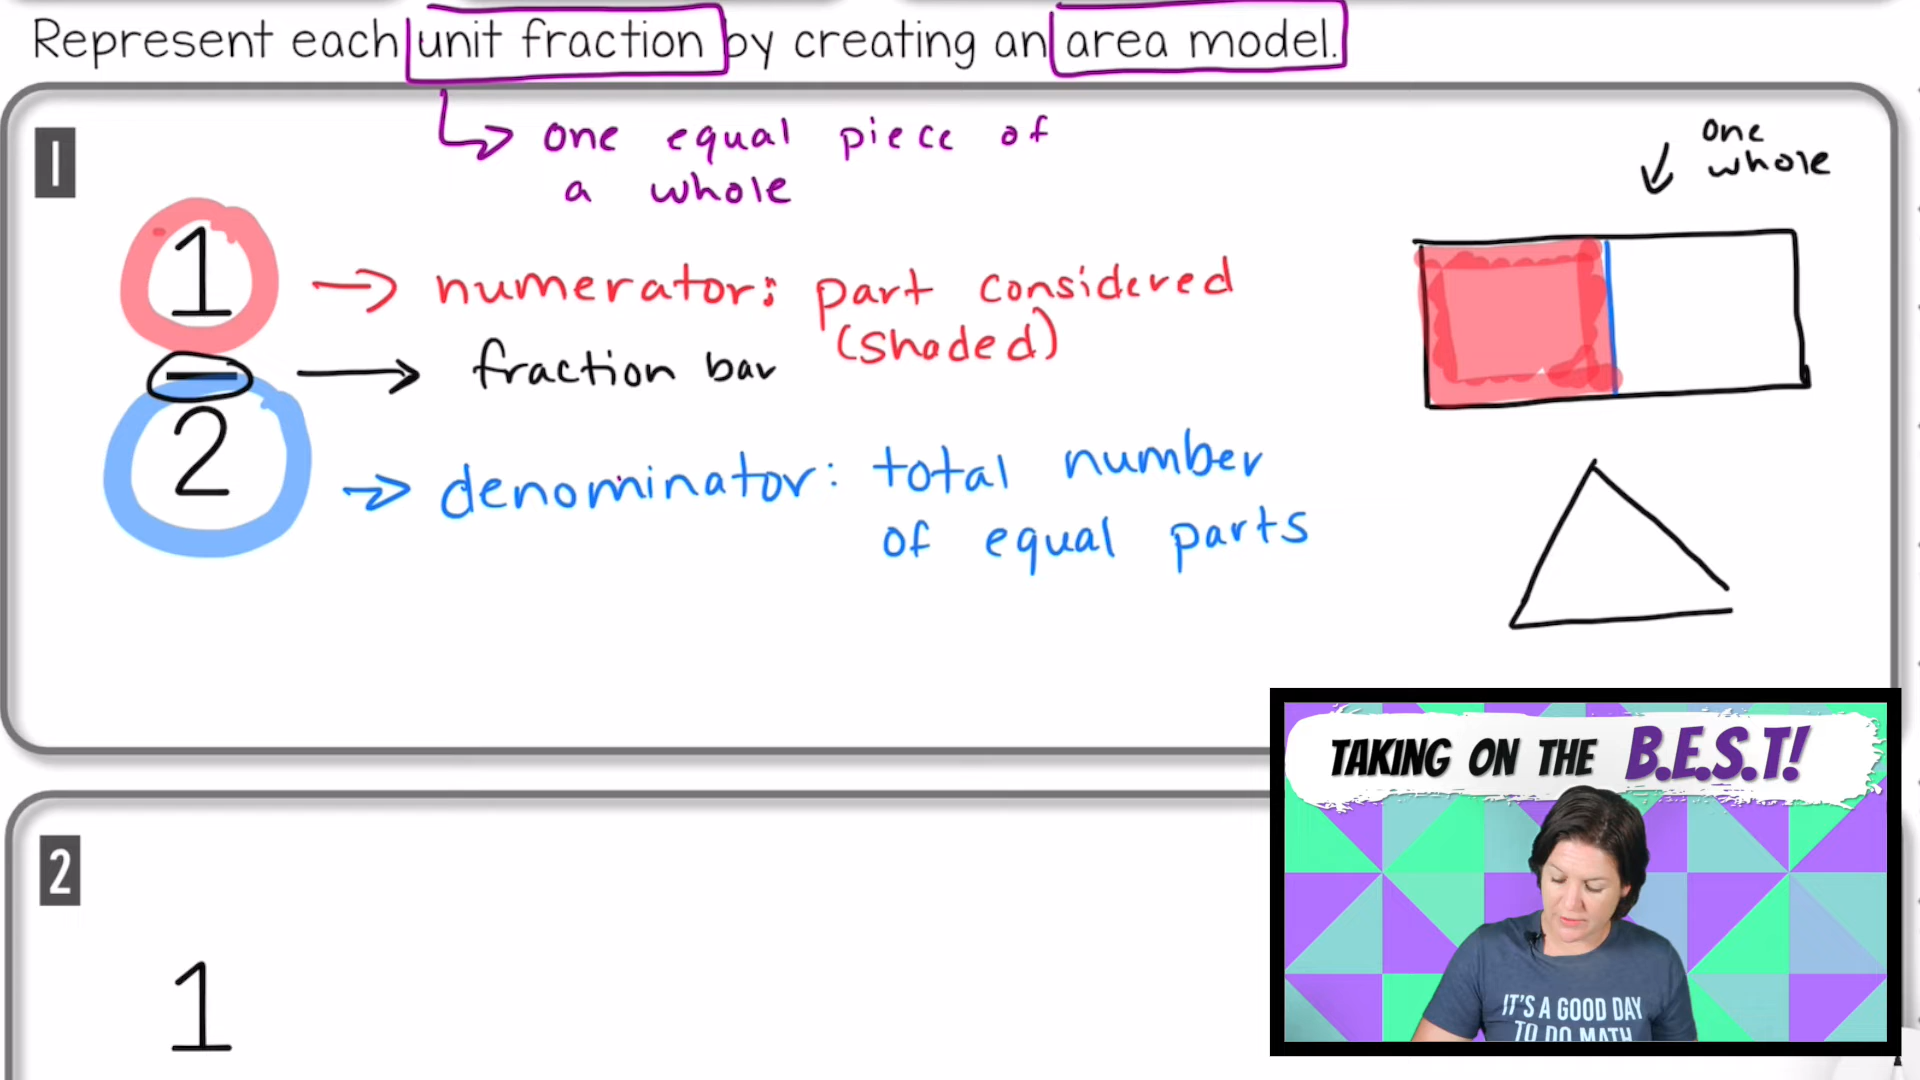 Represent each unit fraction by creating an area model.
1
one equal piece of
a whole
one
whole
1
numerator: part considered
(shaded)
fraction bar
2
denominator: total number
of equal parts
TAKING ON THE B.E.S.T!
IT'S A GOOD DAY
TO DO MATH
2
1